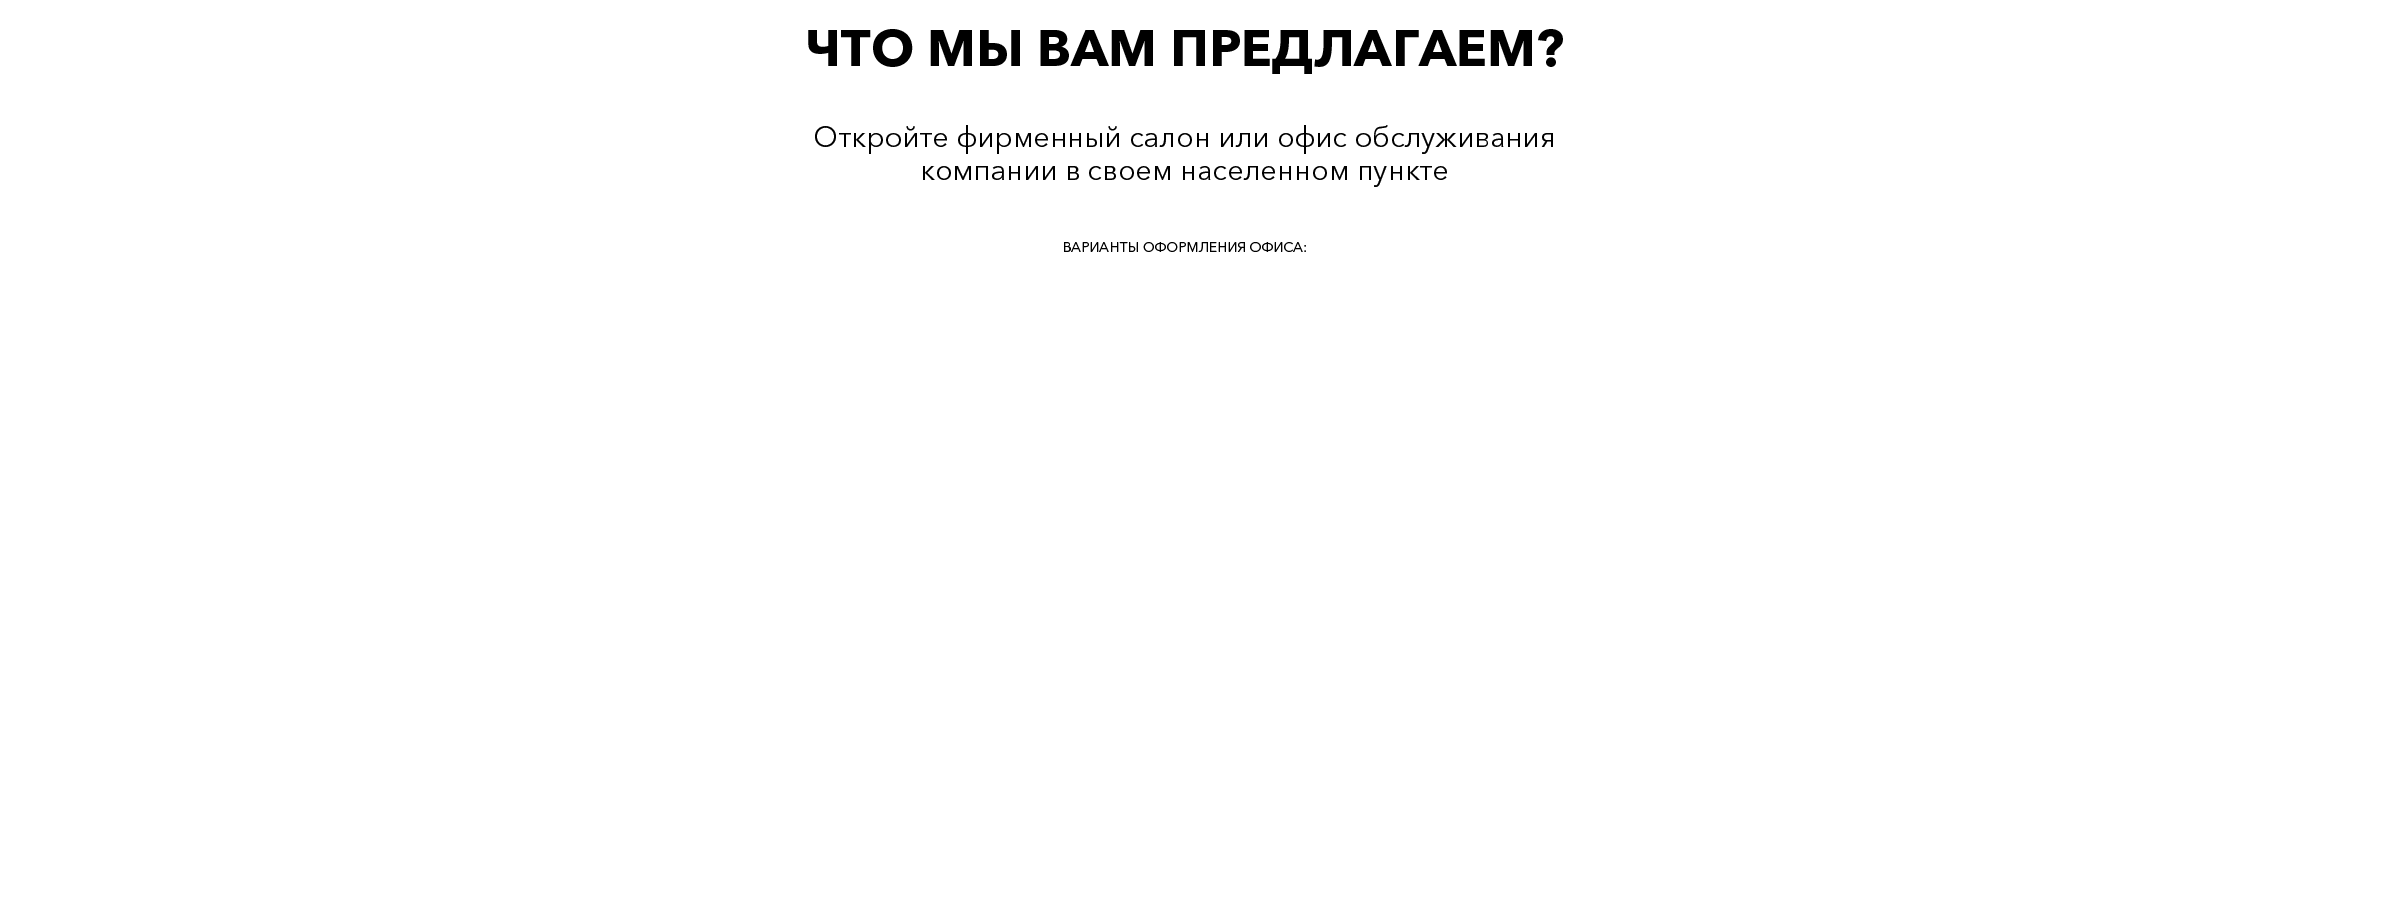 ЧТО МЫ ВАМ ПРЕДЛАГАЕМ?
Откройте фирменный салон или офис обслуживания
компании в своем населенном пункте
ВАРИАНТЫ ОФОРМЛЕНИЯ ОФИСА: